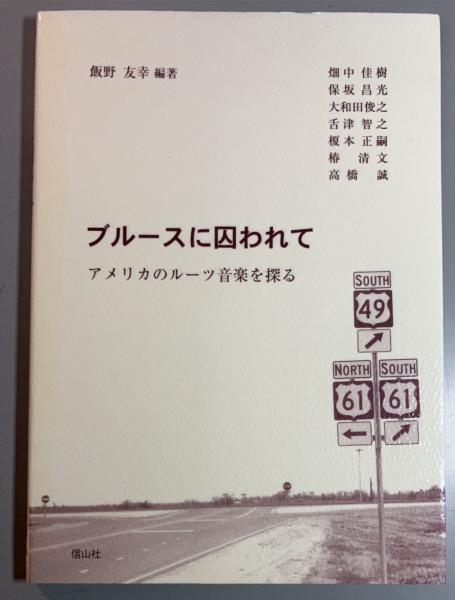 飯野 友幸 編著
畑中 佳樹
保坂 昌光
大和田俊之
舌津 智之
榎本 正嗣
椿 清文
高橋 誠
ブルースに囚われて
アメリカのルーツ音楽を探る
SOUTH
49
NORTH SOUTH
61 61
信山社